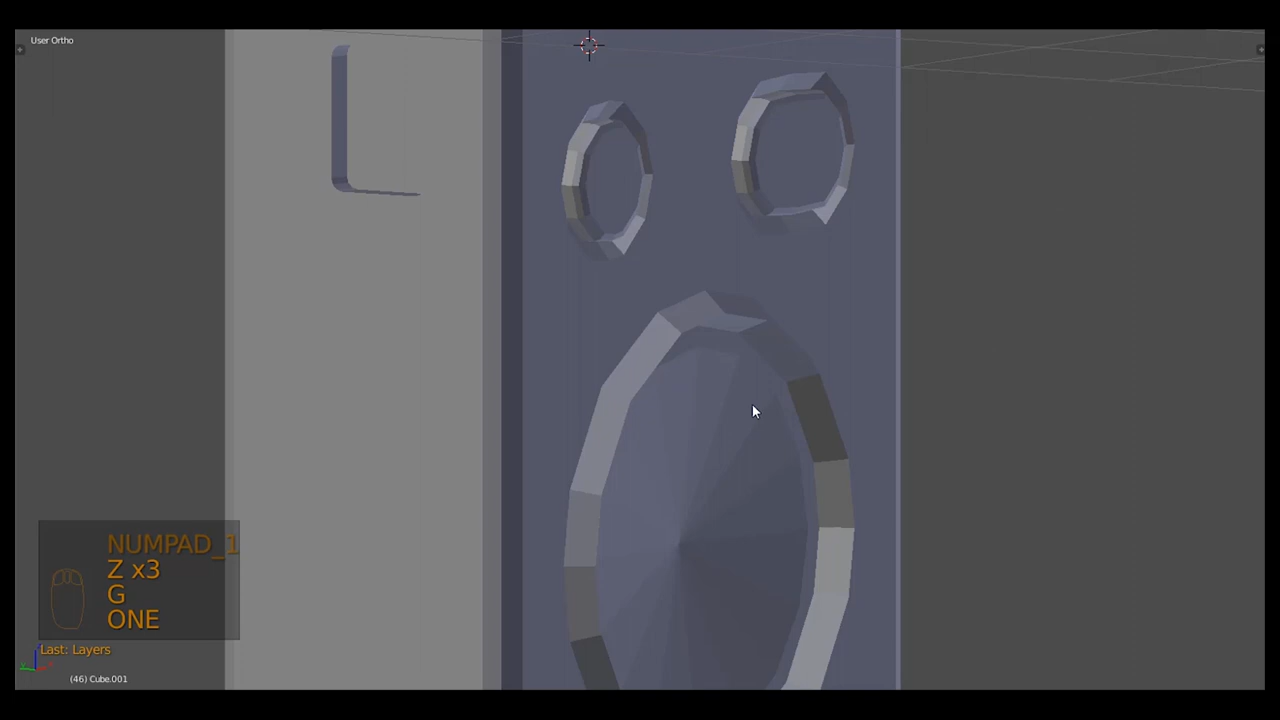 User Ortho
NUMPAD_1
Z x3
G
ONE
Last: Layers
(46) Cube.001